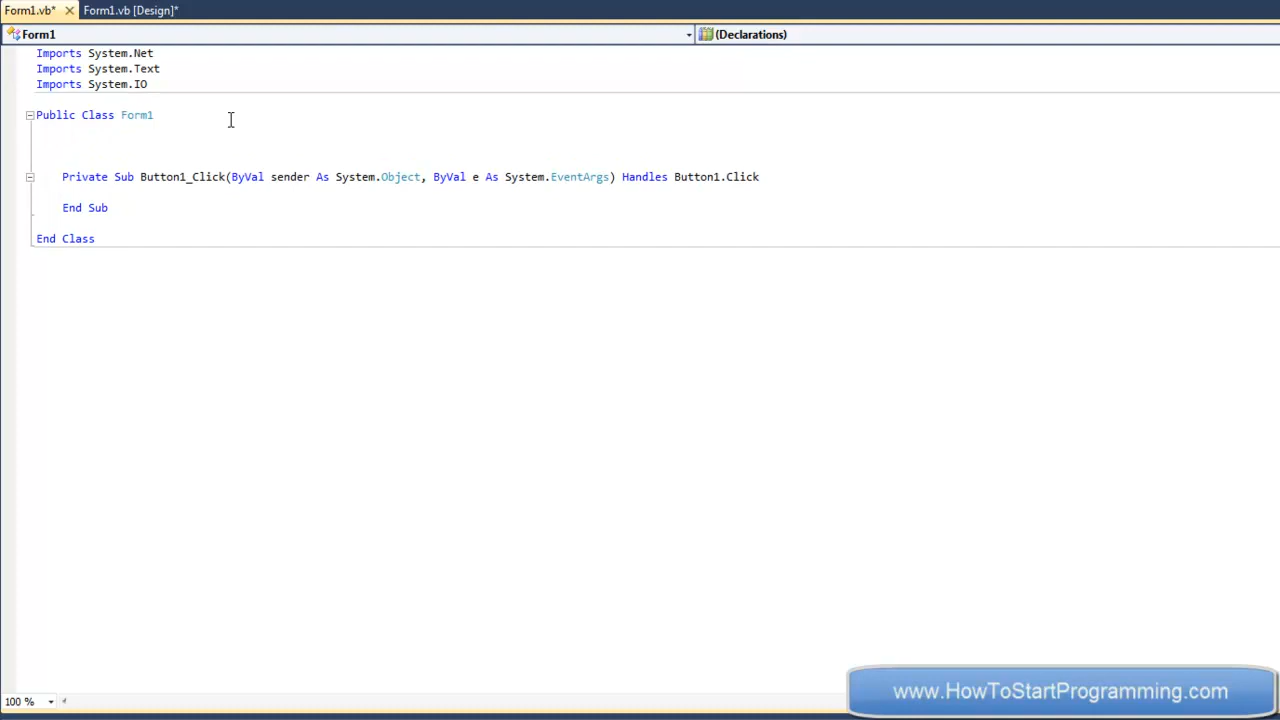 Form1.vb* Form1.vb [Design]*
Form1 (Declarations)
Imports System.Net
Imports System.Text
Imports System.IO
Public Class Form1
Private Sub Button1_Click(ByVal sender As System.Object, ByVal e As System.EventArgs) Handles Button1.Click
End Sub
End Class
100 %
www.HowToStartProgramming.com